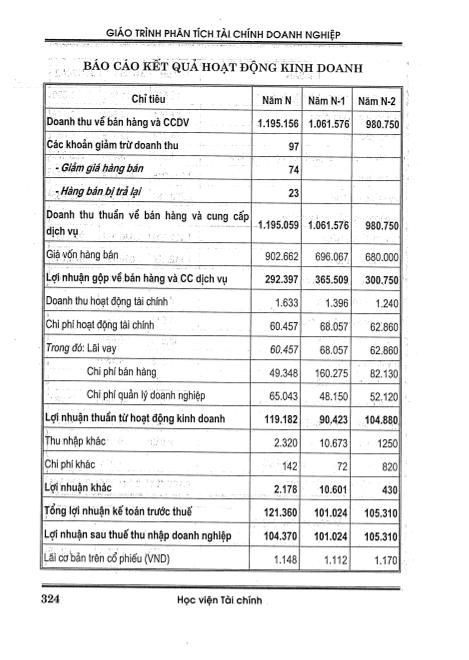 GIÁO TRÌNH PHÂN TÍCH TÀI CHÍNH DOANH NGHIỆP
BÁO CÁO KẾT QUẢ HOẠT ĐỘNG KINH DOANH
Chỉ tiêu Năm N Năm N-1 Năm N-2
Doanh thu về bán hàng và CCDV 1.195.156 1.061.576 980.750
Các khoản giảm trừ doanh thu 97
- Giảm giá hàng bán 74
- Hàng bán bị trả lại 23
Doanh thu thuần về bán hàng và cung cấp
dịch vụ 1.195.059 1.061.576 980.750
Giá vốn hàng bán 902.662 696.067 680.000
Lợi nhuận gộp về bán hàng và CC dịch vụ 292.397 365.509 300.750
Doanh thu hoạt động tài chính 1.633 1.396 1.240
Chi phí hoạt động tài chính 60.457 68.057 62.860
Trong đó: Lãi vay 60.457 68.057 62.860
Chi phí bán hàng 49.348 160.275 82.130
Chi phí quản lý doanh nghiệp 65.043 48.150 52.120
Lợi nhuận thuần từ hoạt động kinh doanh 119.182 90.423 104.880
Thu nhập khác 2.320 10.673 1250
Chi phí khác 142 72 820
Lợi nhuận khác 2.178 10.601 430
Tổng lợi nhuận kế toán trước thuế 121.360 101.024 105.310
Lợi nhuận sau thuế thu nhập doanh nghiệp 104.370 101.024 105.310
Lãi cơ bản trên cổ phiếu (VND) 1.148 1.112 1.170
324 Học viện Tài chính